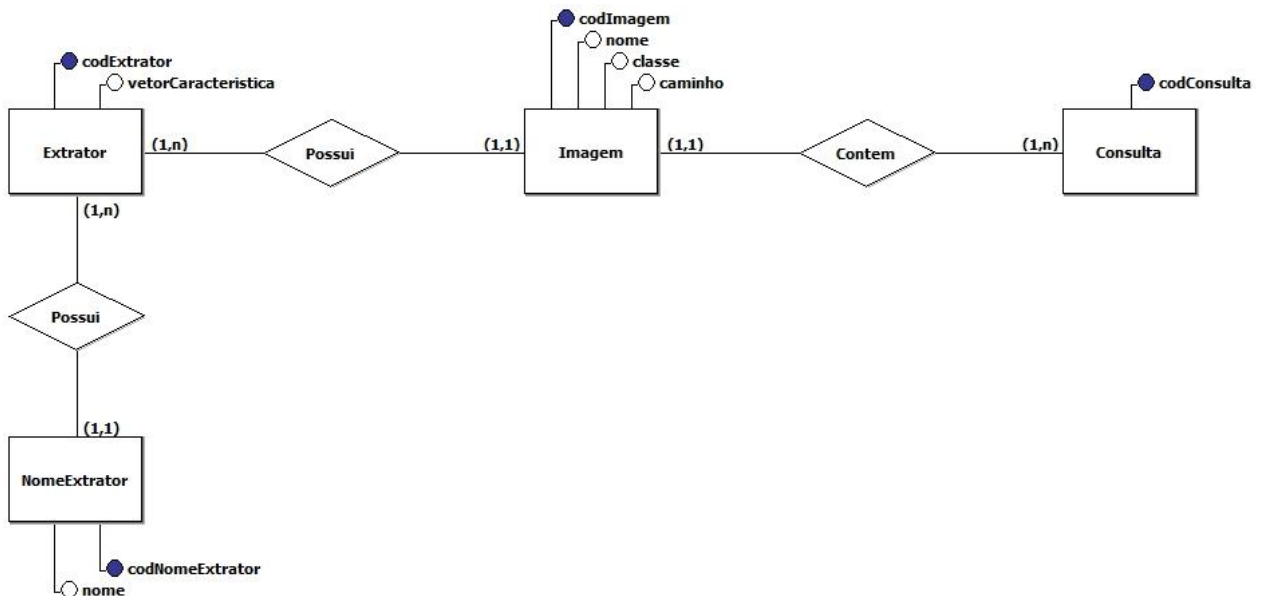 codExtrator
vetorCaracteristica
codImagem
nome
classe
caminho
codConsulta
Extrator
(1,n)
Possui
(1,1)
Imagem
(1,1)
Contem
(1,n)
Consulta
(1,n)
Possui
(1,1)
NomeExtrator
codNomeExtrator
nome